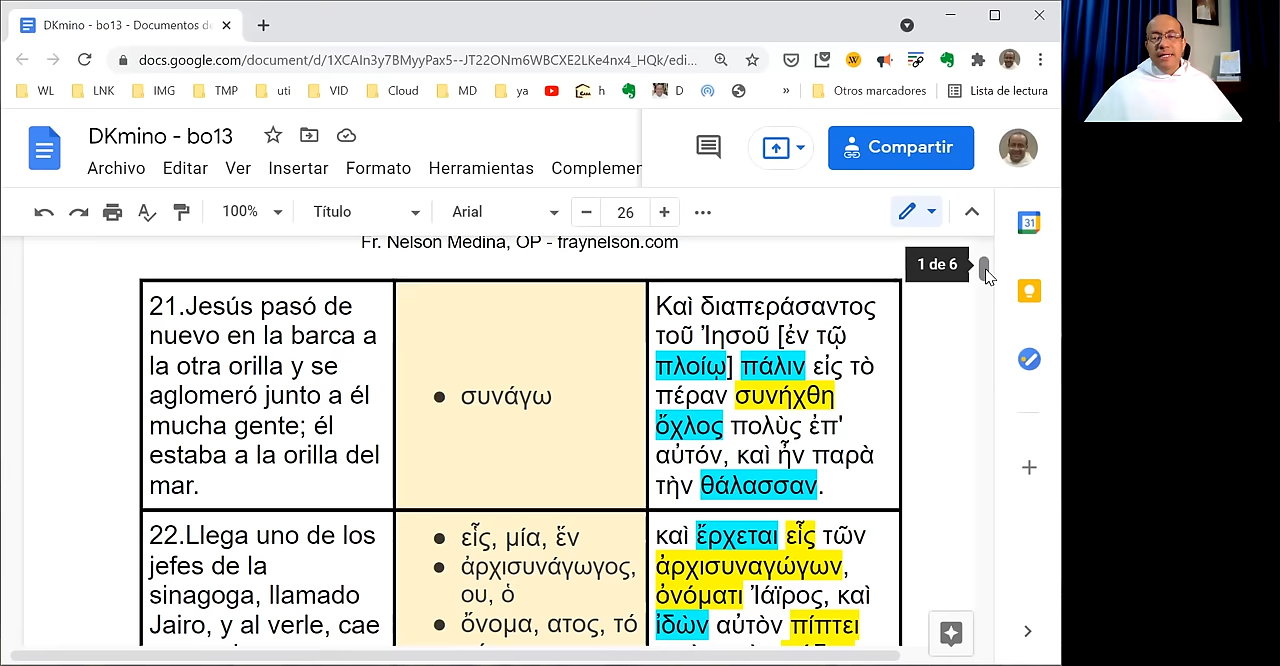 DKmino - bo13 - Documentos d
docs.google.com/document/d/1XCAIn3y7BMyyPax5--jT22ONm6WBCXE2LKe4nx4_HQk/edi...
WL LNK IMG TMP uti VID Cloud MD ya h D » Otros marcadores Lista de lectura
DKmino - bo13
Compartir
Archivo Editar Ver Insertar Formato Herramientas Complemen
100% Título Arial 26
31
Fr. Nelson Medina, OP - fraynelson.com
1 de 6
21.Jesús pasó de
nuevo en la barca a
la otra orilla y se
aglomeró junto a él
mucha gente; él
estaba a la orilla del
mar.
● συνάγω
Καὶ διαπεράσαντος
τοῦ Ἰησοῦ [ἐν τῷ
πλοίῳ] πάλιν εἰς τὸ
πέραν συνήχθη
ὄχλος πολὺς ἐπ'
αὐτόν, καὶ ἦν παρὰ
τὴν θάλασσαν.
22.Llega uno de los
jefes de la
sinagoga, llamado
Jairo, y al verle, cae
● εἷς, μία, ἕν
● ἀρχισυνάγωγος,
ου, ὁ
● ὄνομα, ατος, τό
καὶ ἔρχεται εἷς τῶν
ἀρχισυναγώγων,
ὀνόματι Ἰάϊρος, καὶ
ἰδὼν αὐτὸν πίπτει